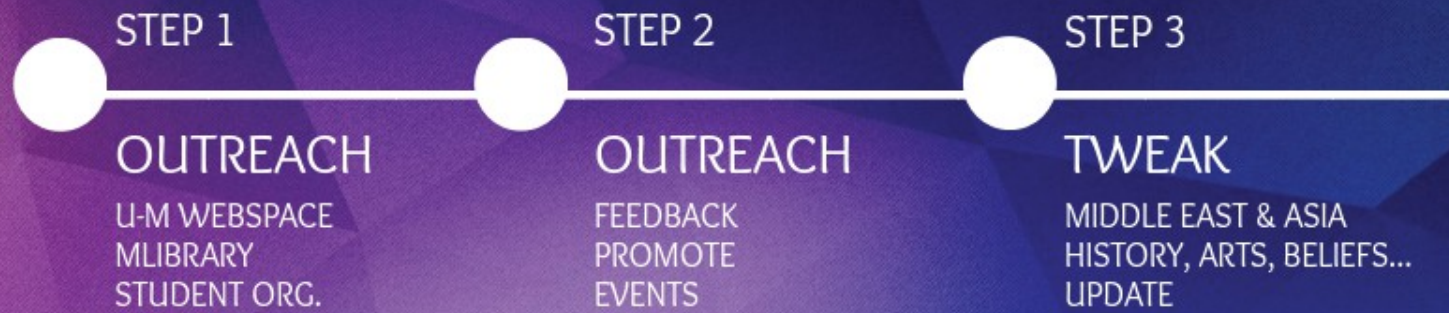 STEP 1
OUTREACH
U-M WEBSPACE
MLIBRARY
STUDENT ORG.
STEP 2
OUTREACH
FEEDBACK
PROMOTE
EVENTS
STEP 3
TWEAK
MIDDLE EAST & ASIA
HISTORY, ARTS, BELIEFS...
UPDATE